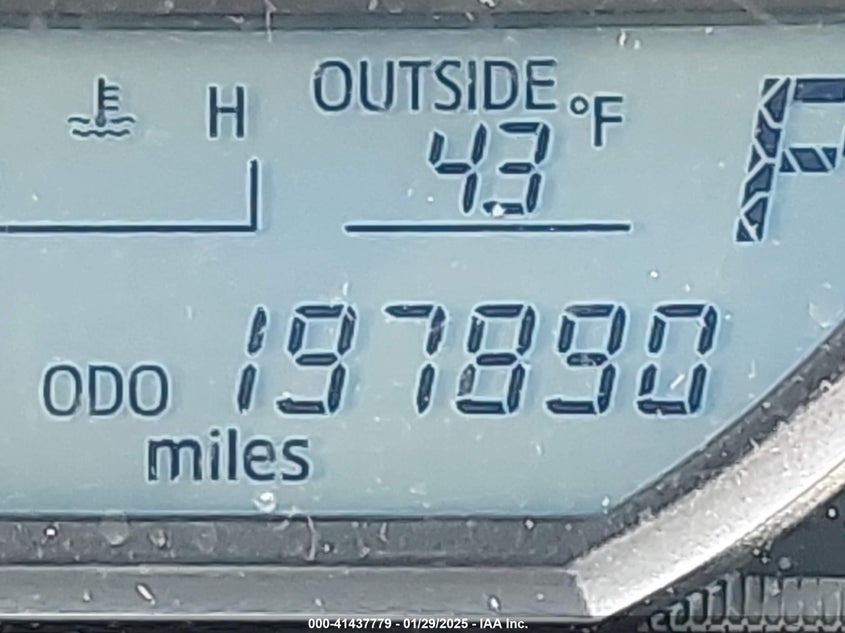 H
OUTSIDE °F
43
P
ODO 197890
miles
000-41437779 - 01/29/2025 - IAA Inc.